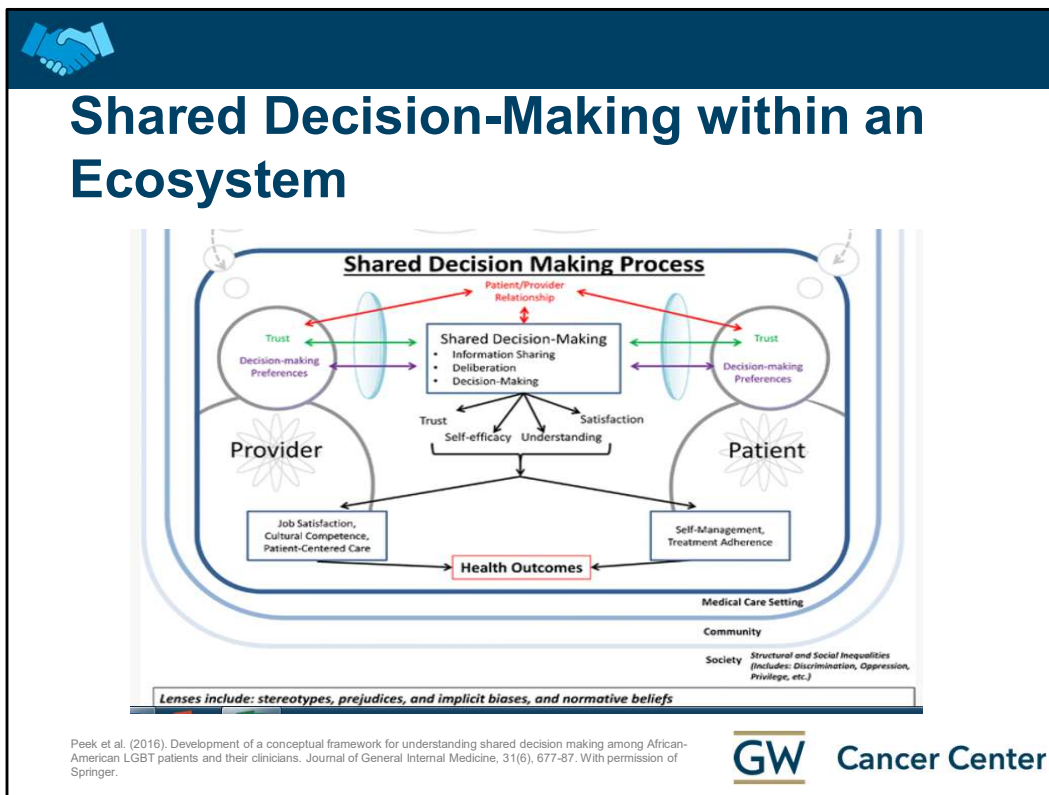 Shared Decision-Making within an
Ecosystem
Shared Decision Making Process
Patient/Provider
Relationship
Trust
Decision-making
Preferences
Shared Decision-Making
• Information Sharing
• Deliberation
• Decision-Making
Trust
Decision-making
Preferences
Trust
Satisfaction
Self-efficacy Understanding
Provider
Patient
Job Satisfaction,
Cultural Competence,
Patient-Centered Care
Self-Management,
Treatment Adherence
Health Outcomes
Medical Care Setting
Community
Society Structural and Social Inequalities
(Includes: Discrimination, Oppression,
Privilege, etc.)
Lenses include: stereotypes, prejudices, and implicit biases, and normative beliefs
Peek et al. (2016). Development of a conceptual framework for understanding shared decision making among African-
American LGBT patients and their clinicians. Journal of General Internal Medicine, 31(6), 677-87. With permission of
Springer.
GW Cancer Center